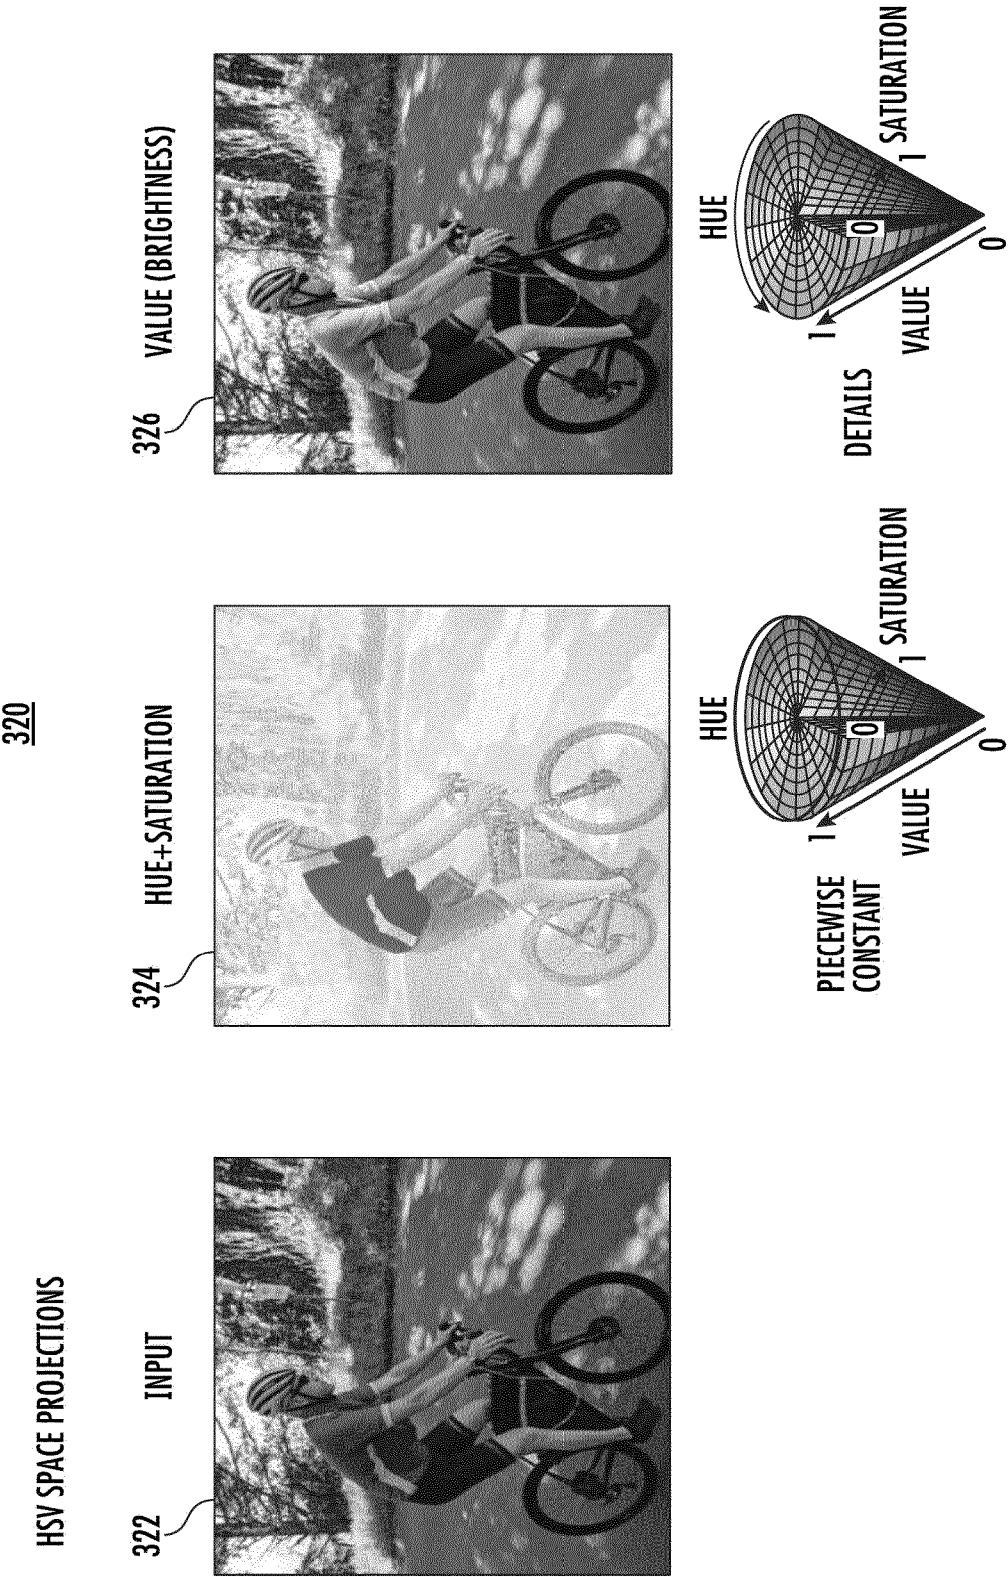 320
HSV SPACE PROJECTIONS
INPUT
HUE+SATURATION
VALUE (BRIGHTNESS)
322
324
326
HUE
SATURATION
1
0
1
VALUE
0
PIECEWISE
CONSTANT
HUE
SATURATION
1
0
1
VALUE
0
DETAILS